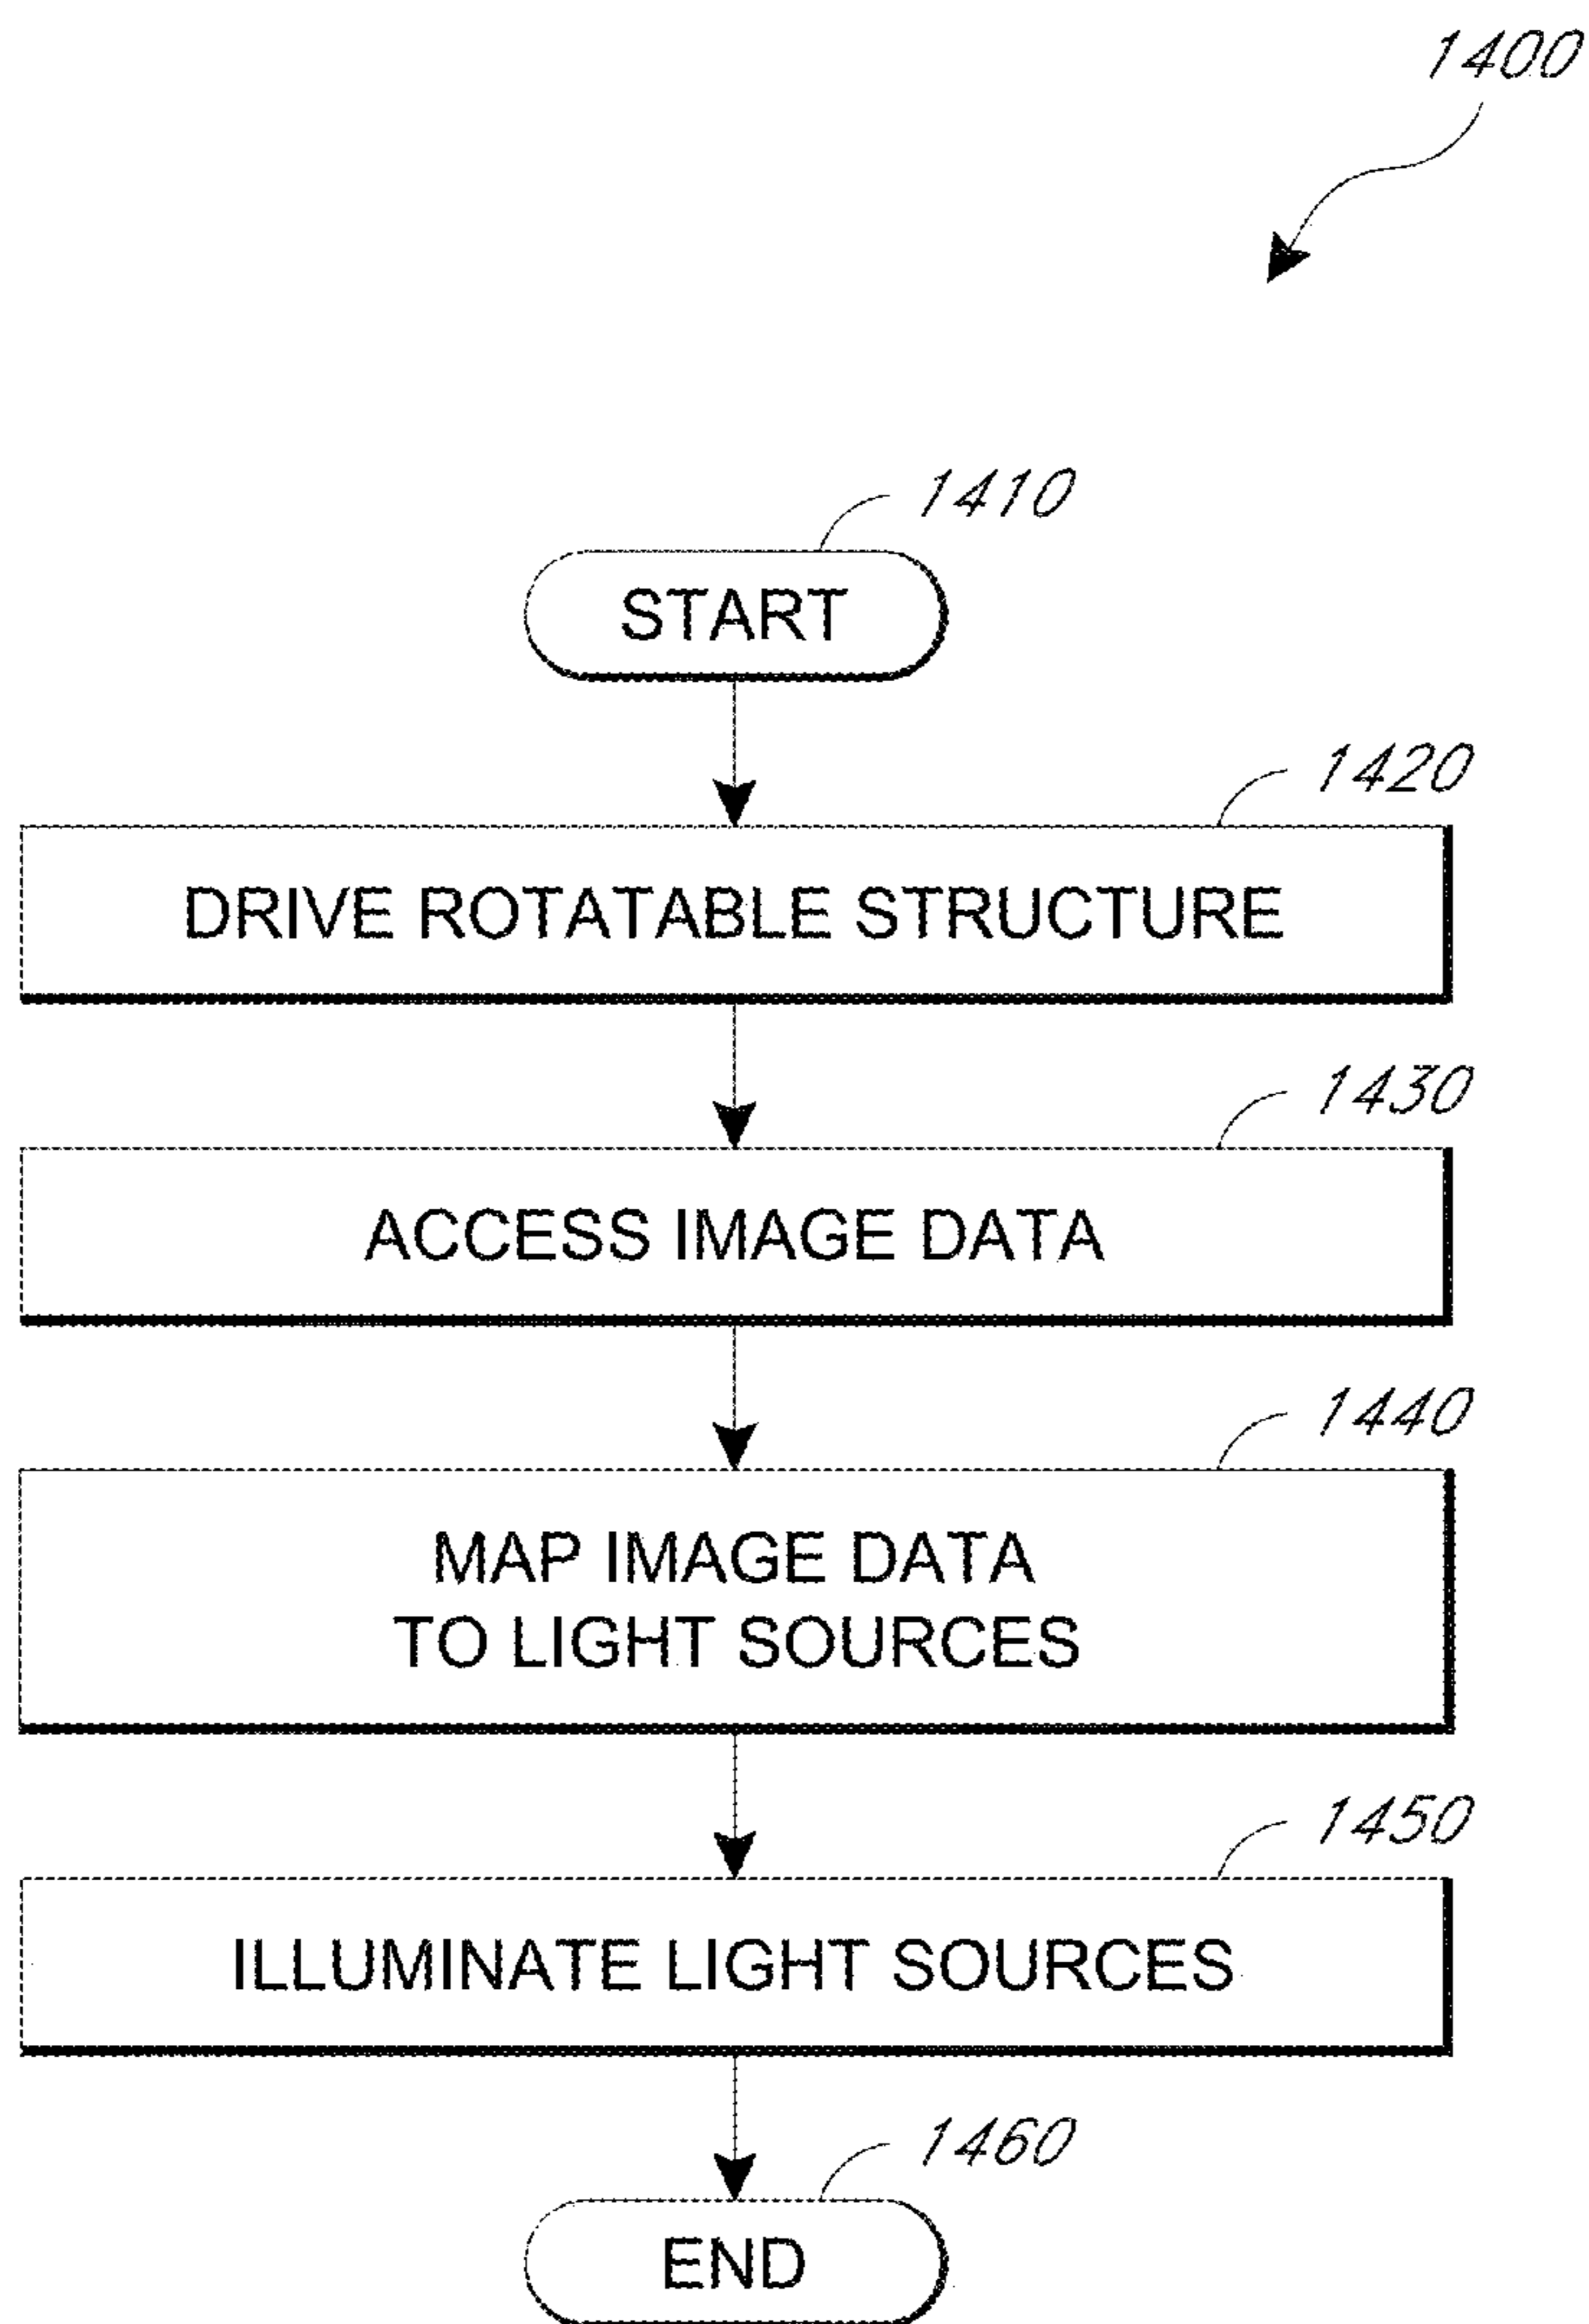 1400
1410
START
1420
DRIVE ROTATABLE STRUCTURE
1430
ACCESS IMAGE DATA
1440
MAP IMAGE DATA
TO LIGHT SOURCES
1450
ILLUMINATE LIGHT SOURCES
1460
END